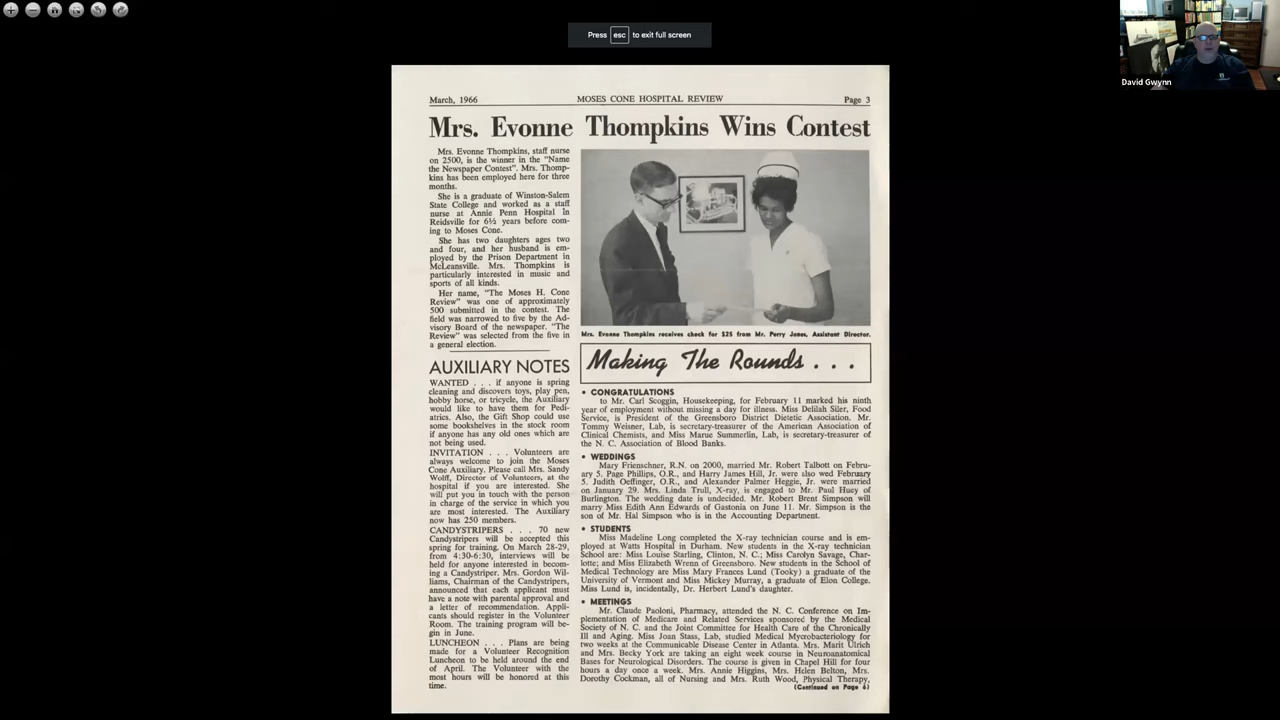 Press esc to exit full screen
David Gwynn
March, 1966 MOSES CONE HOSPITAL REVIEW Page 3
Mrs. Evonne Thompkins Wins Contest
Mrs. Evonne Thompkins, staff nurse
on 2500, is the winner in the "Name
the Newspaper Contest". Mrs. Thomp-
kins has been employed here for three
months.
She is a graduate of Winston-Salem
State College and worked as a staff
nurse at Annie Penn Hospital In
Reidsville for 6½ years before com-
ing to Moses Cone.
She has two daughters ages two
and four, and her husband is em-
ployed by the Prison Department in
McLeansville. Mrs. Thompkins is
particularly interested in music and
sports of all kinds.
Her name, "The Moses H. Cone
Review" was one of approximately
500 submitted in the contest. The
field was narrowed to five by the Ad-
visory Board of the newspaper. "The
Review" was selected from the five in
a general election.
AUXILIARY NOTES
WANTED . . . if anyone is spring
cleaning and discovers toys, play pen,
hobby horse, or tricycle, the Auxiliary
would like to have them for Pedi-
atrics. Also, the Gift Shop could use
some bookshelves in the stock room
if anyone has any old ones which are
not being used.
INVITATION . . . Volunteers are
always welcome to join the Moses
Cone Auxiliary. Please call Mrs. Sandy
Wolff, Director of Volunteers, at the
hospital if you are interested. She
will put you in touch with the person
in charge of the service in which you
are most interested. The Auxiliary
now has 250 members.
CANDYSTRIPERS . . . 70 new
Candystripers will be accepted this
spring for training. On March 28-29,
from 4:30-6:30, interviews will be
held for anyone interested in becom-
ing a Candystriper. Mrs. Gordon Wil-
liams, Chairman of the Candystripers,
announced that each applicant must
have a note with parental approval and
a letter of recommendation. Appli-
cants should register in the Volunteer
Room. The training program will be-
gin in June.
LUNCHEON . . . Plans are being
made for a Volunteer Recognition
Luncheon to be held around the end
of April. The Volunteer with the
most hours will be honored at this
time.
Mrs. Evonne Thompkins receives check for $25 from Mr. Perry Jones, Assistant Director.
Making The Rounds . . .
• CONGRATULATIONS
to Mr. Carl Scoggin, Housekeeping, for February 11 marked his ninth
year of employment without missing a day for illness. Miss Delilah Siler, Food
Service, is President of the Greensboro District Dietetic Association. Mr.
Tommy Weisner, Lab, is secretary-treasurer of the American Association of
Clinical Chemists, and Miss Marue Summerlin, Lab, is secretary-treasurer of
the N. C. Association of Blood Banks.
• WEDDINGS
Mary Frienschner, R.N. on 2000, married Mr. Robert Talbott on Febru-
ary 5. Page Phillips, O.R., and Harry James Hill, Jr. were also wed February
5. Judith Oeffinger, O.R., and Alexander Palmer Heggie, Jr. were married
on January 29. Mrs. Linda Trull, X-ray, is engaged to Mr. Paul Huey of
Burlington. The wedding date is undecided. Mr. Robert Brent Simpson will
marry Miss Edith Ann Edwards of Gastonia on June 11. Mr. Simpson is the
son of Mr. Hal Simpson who is in the Accounting Department.
• STUDENTS
Miss Madeline Long completed the X-ray technician course and is em-
ployed at Watts Hospital in Durham. New students in the X-ray technician
School are: Miss Louise Starling, Clinton, N. C.; Miss Carolyn Savage, Char-
lotte; and Miss Elizabeth Wrenn of Greensboro. New students in the School of
Medical Technology are Miss Mary Frances Lund (Tooky) a graduate of the
University of Vermont and Miss Mickey Murray, a graduate of Elon College.
Miss Lund is, incidentally, Dr. Herbert Lund's daughter.
• MEETINGS
Mr. Claude Paoloni, Pharmacy, attended the N. C. Conference on Im-
plementation of Medicare and Related Services sponsored by the Medical
Society of N. C. and the Joint Committee for Health Care of the Chronically
Ill and Aging. Miss Joan Stass, Lab, studied Medical Mycrobacteriology for
two weeks at the Communicable Disease Center in Atlanta. Mrs. Marit Ulrich
and Mrs. Becky York are taking an eight week course in Neuroanatomical
Bases for Neurological Disorders. The course is given in Chapel Hill for four
hours a day once a week. Mrs. Annie Higgins, Mrs. Helen Belton, Mrs.
Dorothy Cockman, all of Nursing and Mrs. Ruth Wood, Physical Therapy,
(Continued on Page 6)